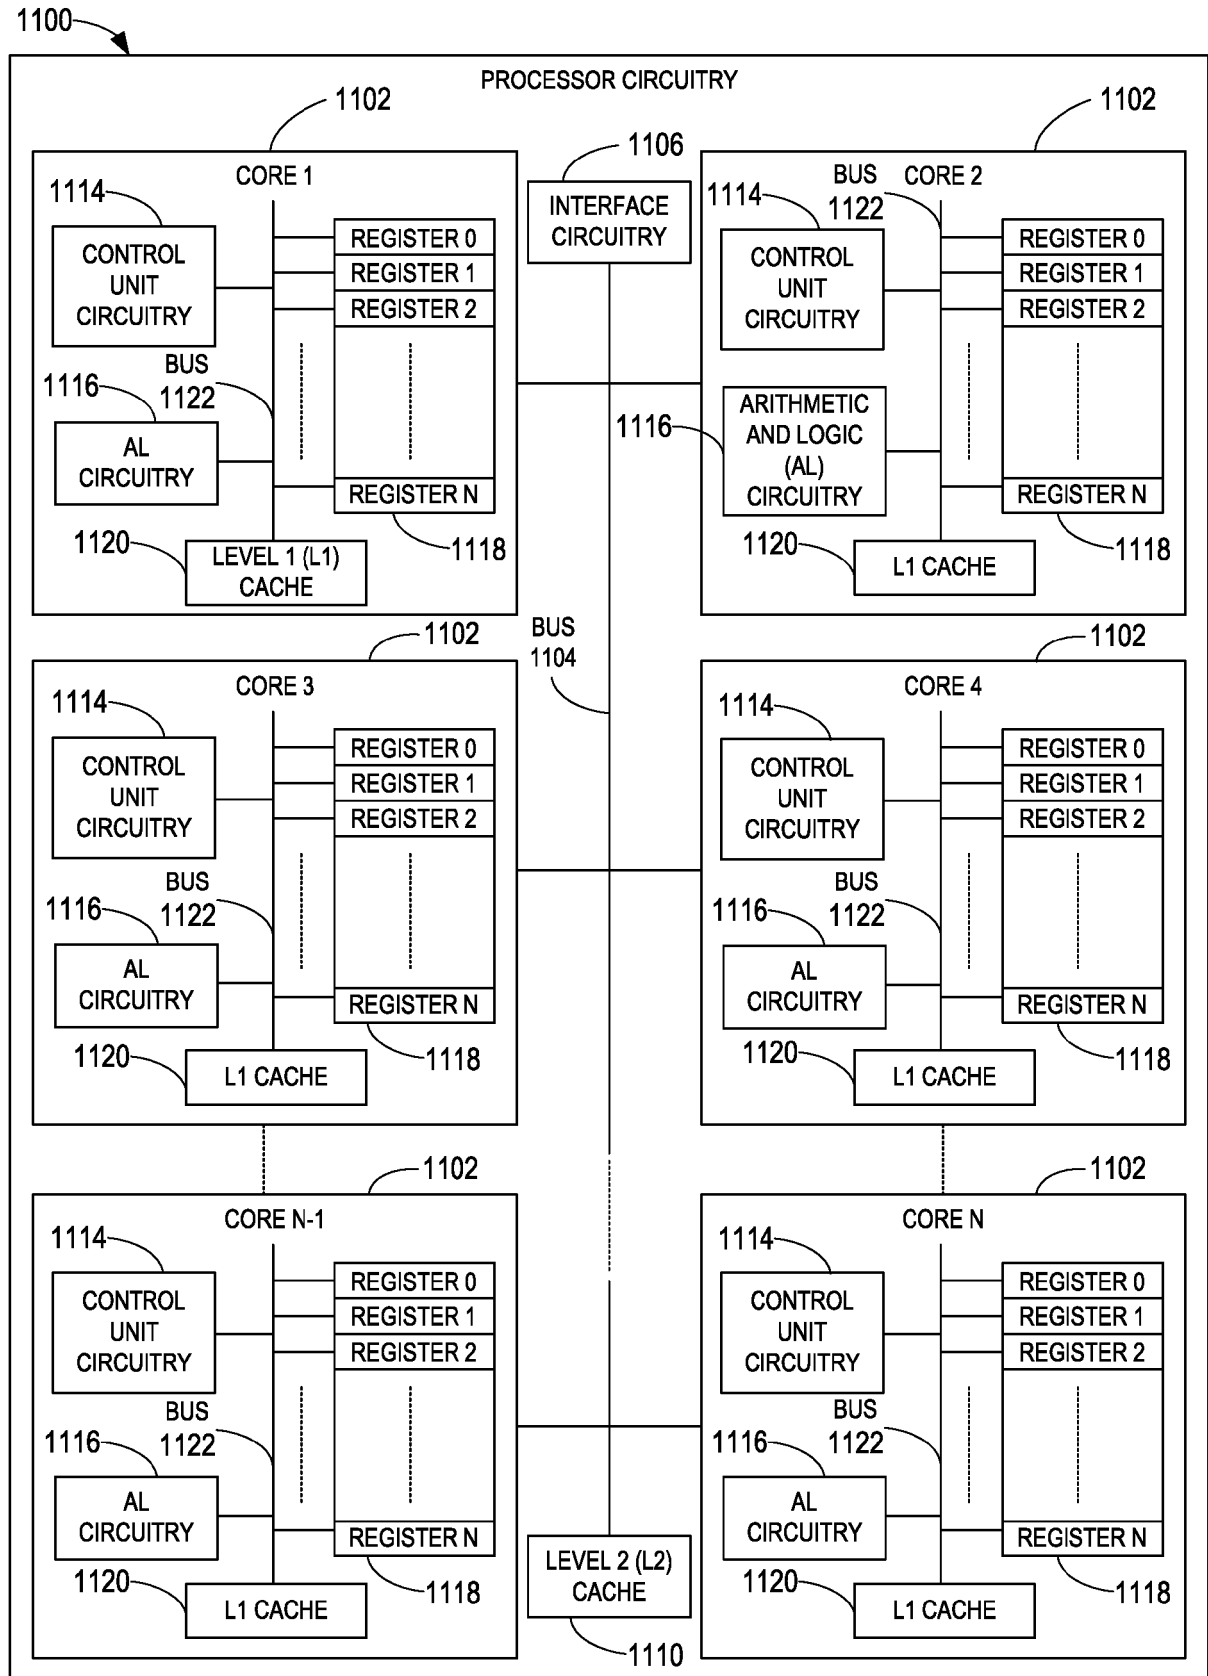 1100
PROCESSOR CIRCUITRY
1102
CORE 1
1114
CONTROL
UNIT
CIRCUITRY
REGISTER 0
REGISTER 1
REGISTER 2
BUS
1122
1116
AL
CIRCUITRY
REGISTER N
1118
1120
LEVEL 1 (L1)
CACHE
1106
INTERFACE
CIRCUITRY
1102
BUS
1122
CORE 2
1114
CONTROL
UNIT
CIRCUITRY
REGISTER 0
REGISTER 1
REGISTER 2
1116
ARITHMETIC
AND LOGIC
(AL)
CIRCUITRY
REGISTER N
1118
1120
L1 CACHE
BUS
1104
1102
CORE 3
1114
CONTROL
UNIT
CIRCUITRY
REGISTER 0
REGISTER 1
REGISTER 2
BUS
1122
1116
AL
CIRCUITRY
REGISTER N
1118
1120
L1 CACHE
1102
CORE 4
1114
CONTROL
UNIT
CIRCUITRY
REGISTER 0
REGISTER 1
REGISTER 2
BUS
1122
1116
AL
CIRCUITRY
REGISTER N
1118
1120
L1 CACHE
1102
CORE N-1
1114
CONTROL
UNIT
CIRCUITRY
REGISTER 0
REGISTER 1
REGISTER 2
BUS
1122
1116
AL
CIRCUITRY
REGISTER N
1118
1120
L1 CACHE
LEVEL 2 (L2)
CACHE
1110
1102
CORE N
1114
CONTROL
UNIT
CIRCUITRY
REGISTER 0
REGISTER 1
REGISTER 2
BUS
1122
1116
AL
CIRCUITRY
REGISTER N
1118
1120
L1 CACHE